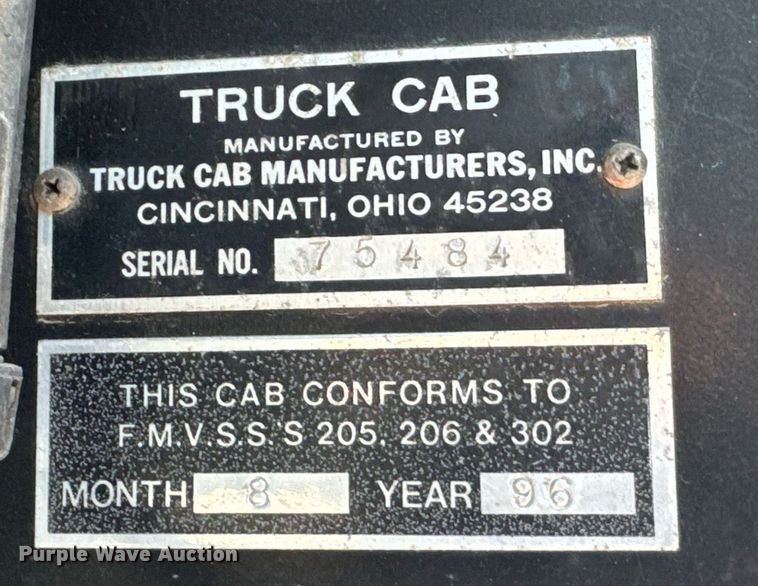 TRUCK CAB
MANUFACTURED BY
TRUCK CAB MANUFACTURERS, INC.
CINCINNATI, OHIO 45238
SERIAL NO. 75484
THIS CAB CONFORMS TO
F.M.V.S.S.'S 205, 206 & 302
MONTH 8 YEAR 96
Purple Wave Auction